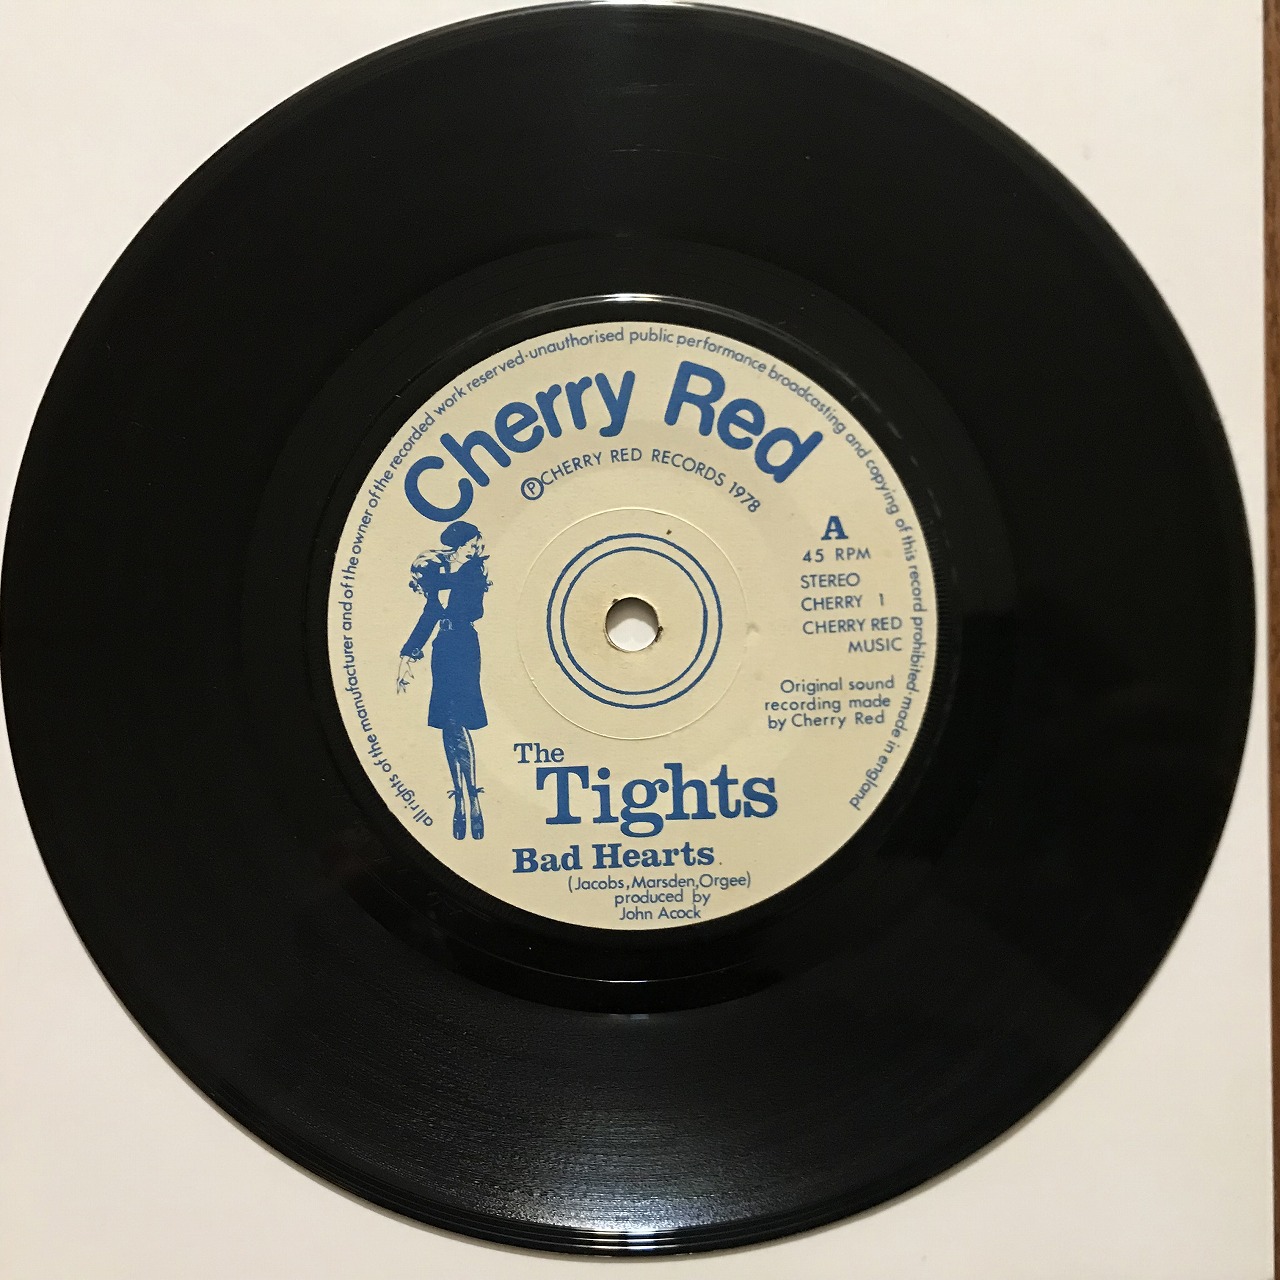 all rights of the manufacturer and of the owner of the recorded work reserved·unauthorised public performance broadcasting and copying of this record prohibited·made in england
Cherry Red
Ⓟ CHERRY RED RECORDS 1978
A
45 RPM
STEREO
CHERRY 1
CHERRY RED
MUSIC
Original sound
recording made
by Cherry Red
The
Tights
Bad Hearts
(Jacobs,Marsden,Orgee)
produced by
John Acock